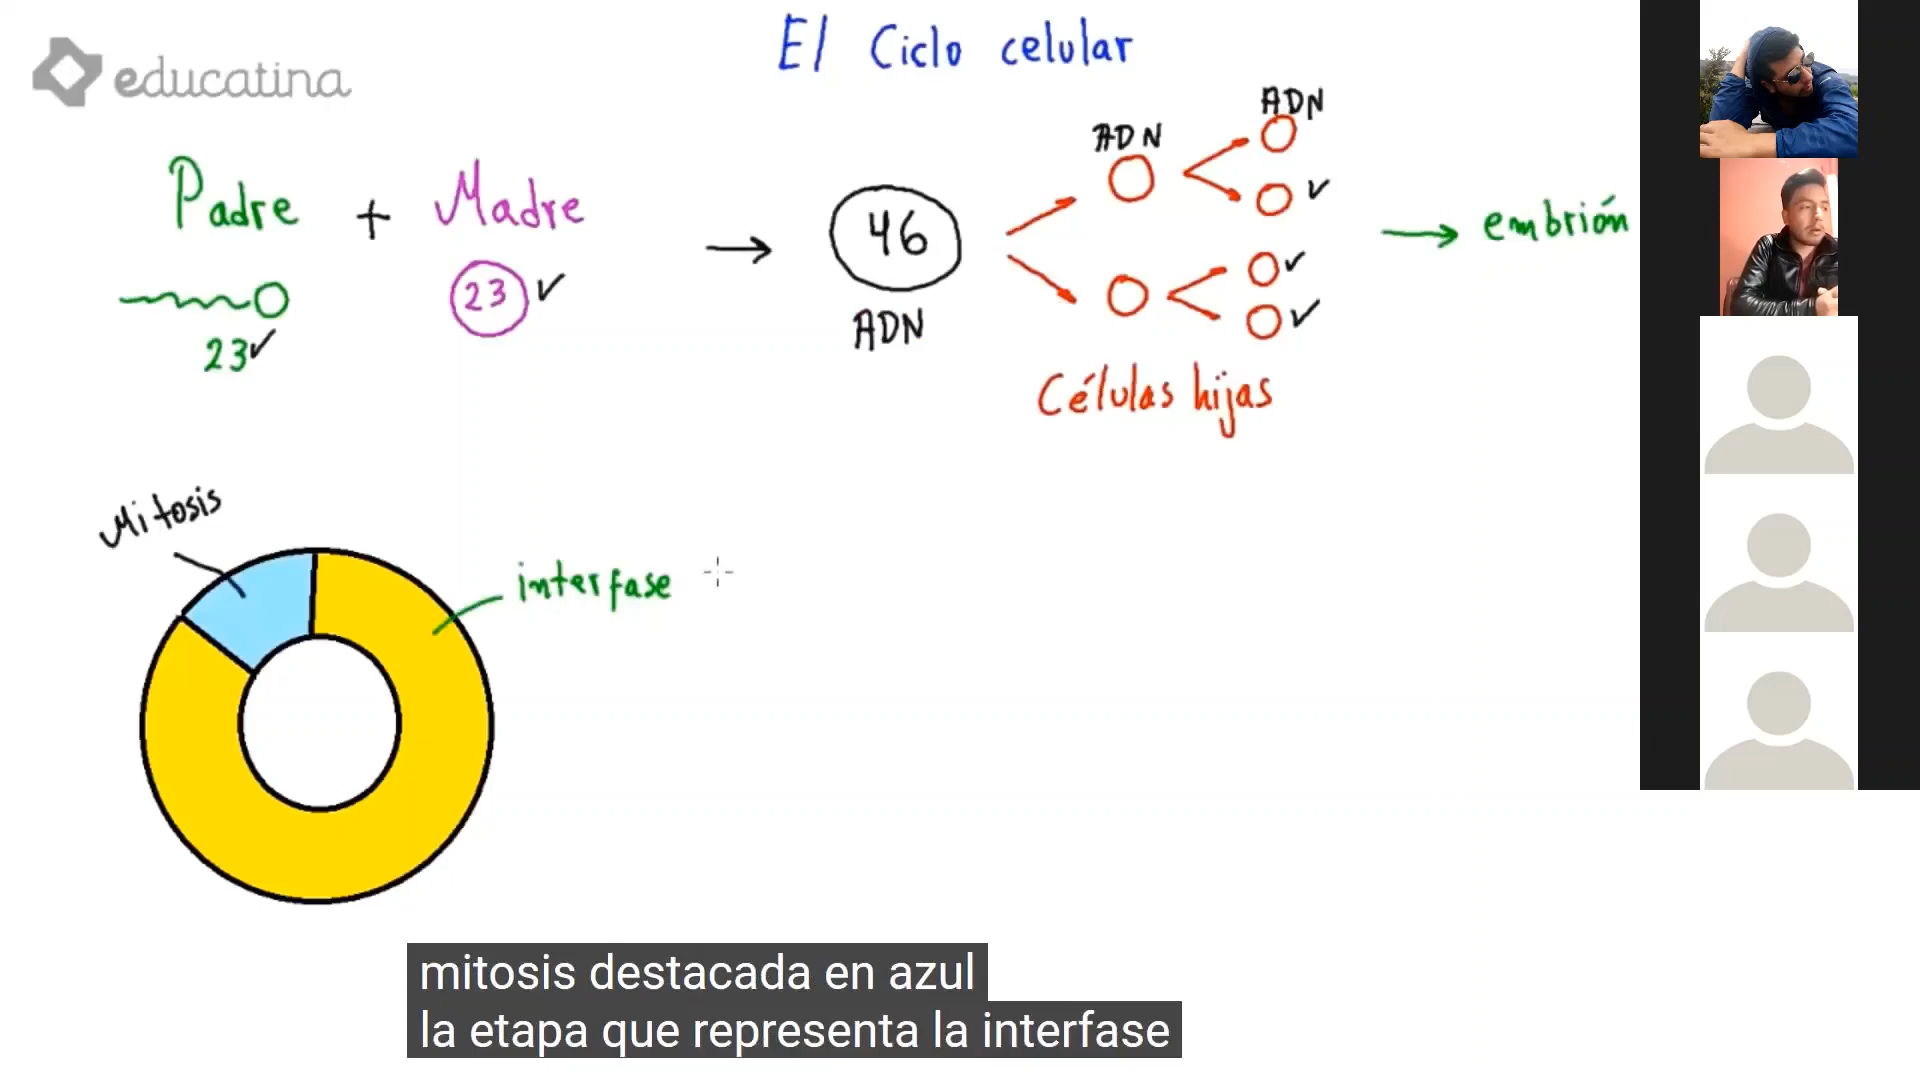 El Ciclo celular
educatina
Padre + Madre
23
23
46
ADN
ADN
ADN
embrión
Células hijas
Mitosis
interfase
mitosis destacada en azul
la etapa que representa la interfase